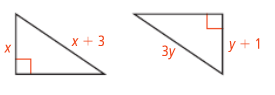 x
x + 3
3y
y + 1